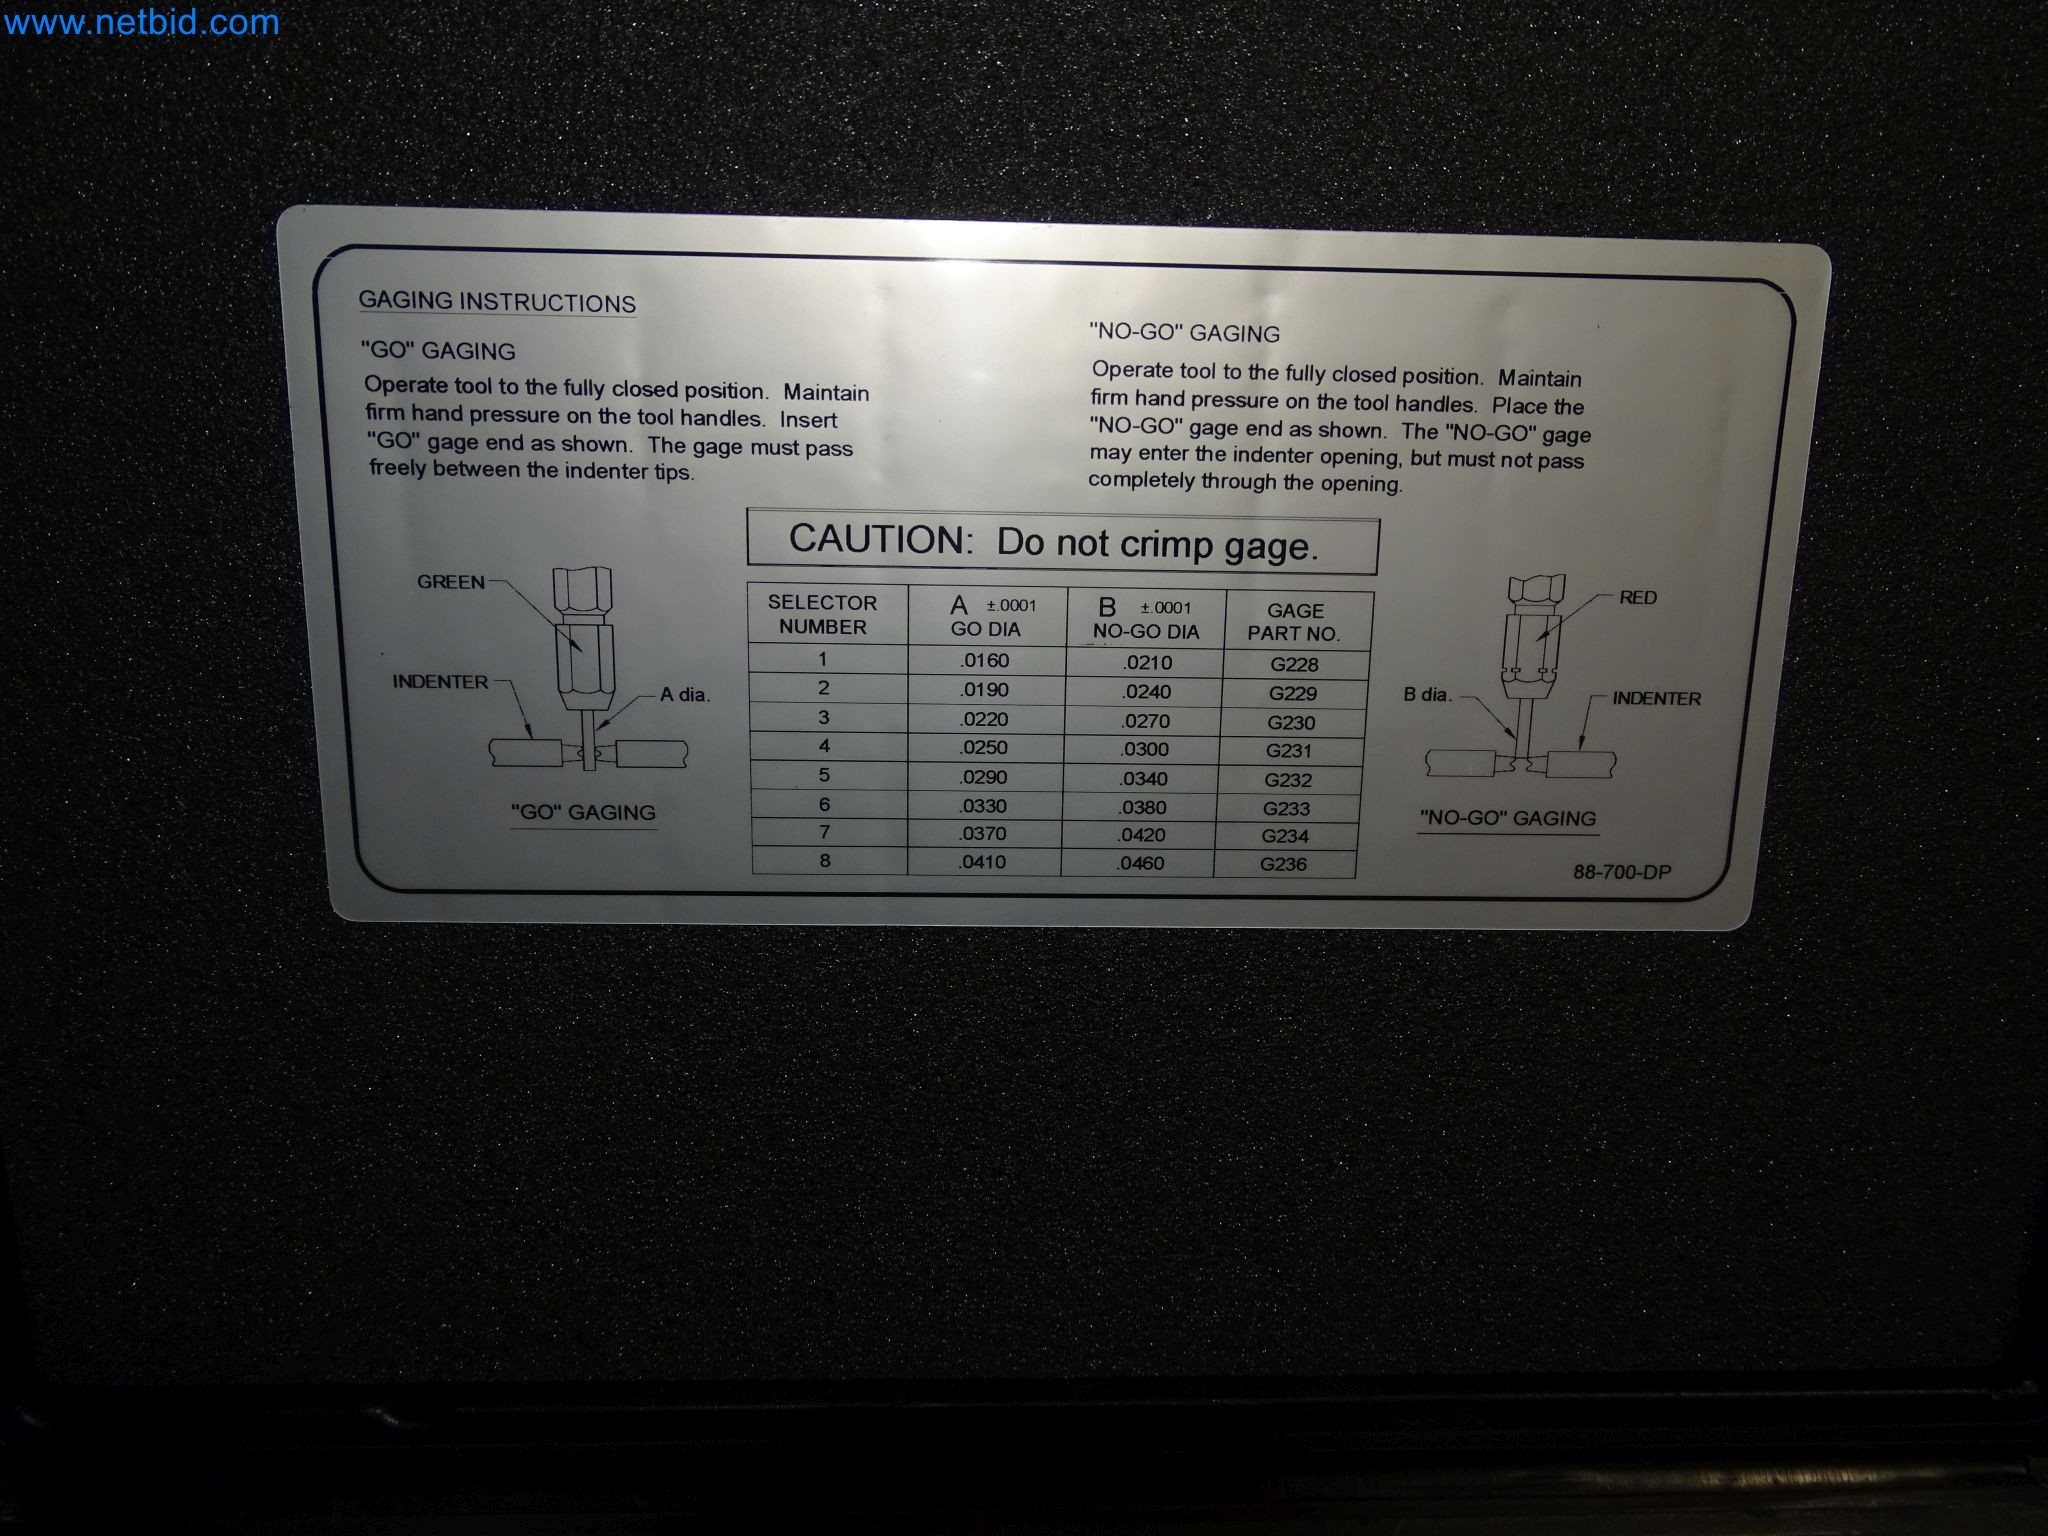 www.netbid.com
GAGING INSTRUCTIONS
"GO" GAGING
Operate tool to the fully closed position. Maintain
firm hand pressure on the tool handles. Insert
"GO" gage end as shown. The gage must pass
freely between the indenter tips.
"NO-GO" GAGING
Operate tool to the fully closed position. Maintain
firm hand pressure on the tool handles. Place the
"NO-GO" gage end as shown. The "NO-GO" gage
may enter the indenter opening, but must not pass
completely through the opening.
CAUTION: Do not crimp gage.
GREEN
INDENTER
A dia.
"GO" GAGING
SELECTOR NUMBER A ±.0001 GO DIA B ±.0001 NO-GO DIA GAGE PART NO.
1 .0160 .0210 G228
2 .0190 .0240 G229
3 .0220 .0270 G230
4 .0250 .0300 G231
5 .0290 .0340 G232
6 .0330 .0380 G233
7 .0370 .0420 G234
8 .0410 .0460 G236
RED
B dia.
INDENTER
"NO-GO" GAGING
88-700-DP